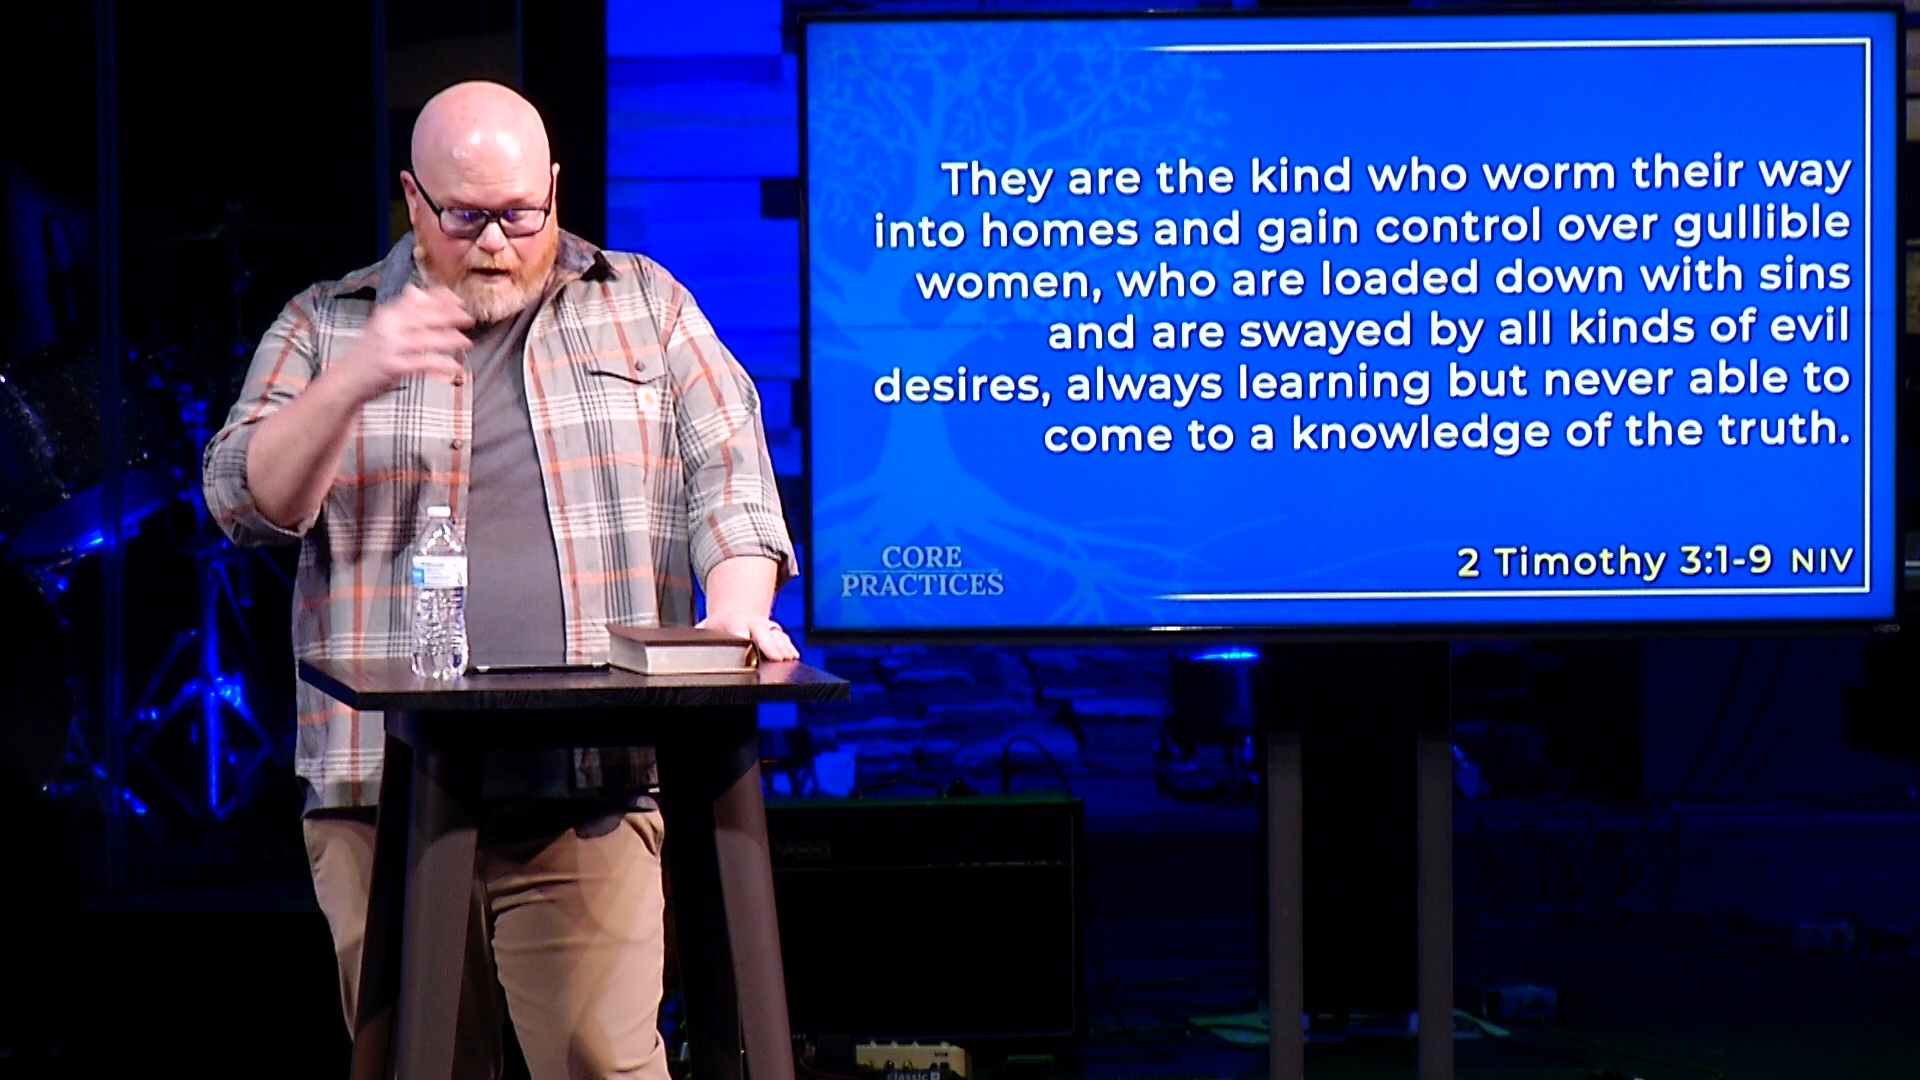 They are the kind who worm their way
into homes and gain control over gullible
women, who are loaded down with sins
and are swayed by all kinds of evil
desires, always learning but never able to
come to a knowledge of the truth.
2 Timothy 3:1-9 NIV
CORE
PRACTICES
VIZIO
classic